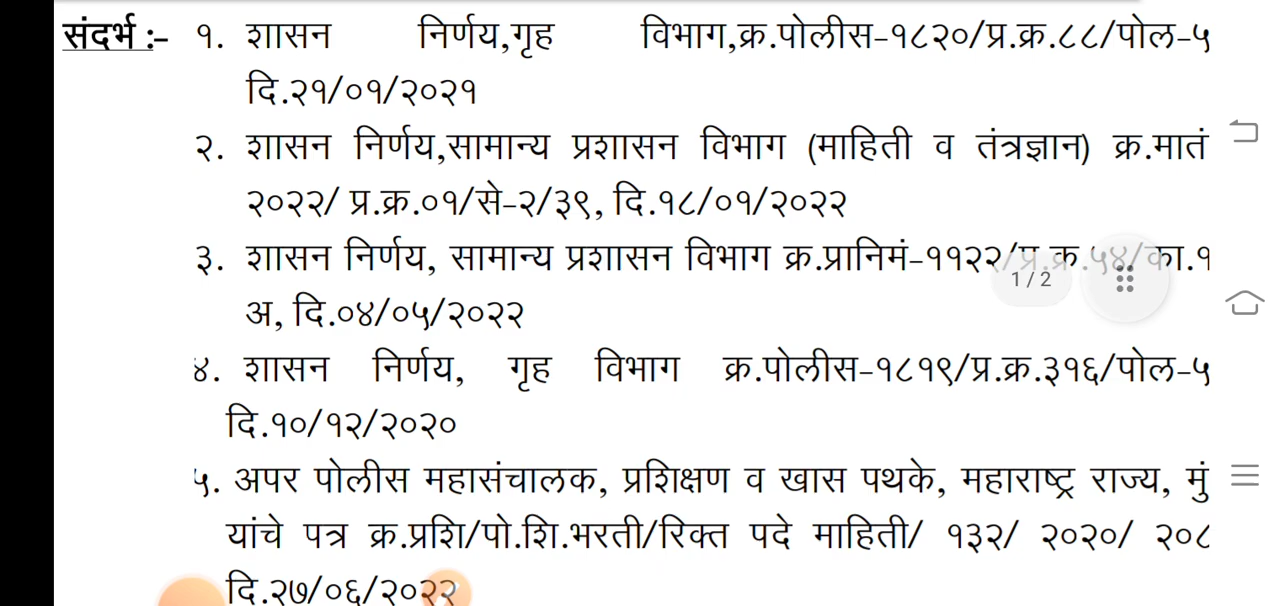 संदर्भ :- १. शासन निर्णय,गृह विभाग,क्र.पोलीस-१८२०/प्र.क्र.८८/पोल-५
दि.२१/०१/२०२१
२. शासन निर्णय,सामान्य प्रशासन विभाग (माहिती व तंत्रज्ञान) क्र.मातं
२०२२/ प्र.क्र.०१/से-२/३९, दि.१८/०१/२०२२
३. शासन निर्णय, सामान्य प्रशासन विभाग क्र.प्रानिमं-११२२/प्र.क्र.५४/का.१
1 / 2
अ, दि.०४/०५/२०२२
४. शासन निर्णय, गृह विभाग क्र.पोलीस-१८१९/प्र.क्र.३१६/पोल-५
दि.१०/१२/२०२०
५. अपर पोलीस महासंचालक, प्रशिक्षण व खास पथके, महाराष्ट्र राज्य, मुं
यांचे पत्र क्र.प्रशि/पो.शि.भरती/रिक्त पदे माहिती/ १३२/ २०२०/ २०८
दि.२७/०६/२०२२